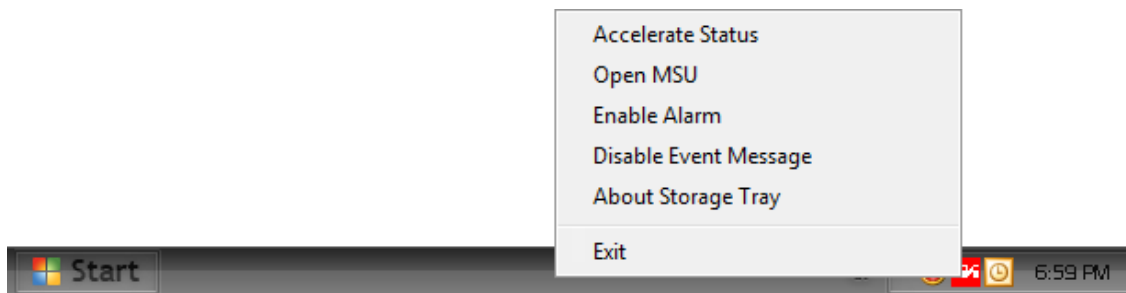 Accelerate Status
Open MSU
Enable Alarm
Disable Event Message
About Storage Tray
Exit
Start
6:59 PM